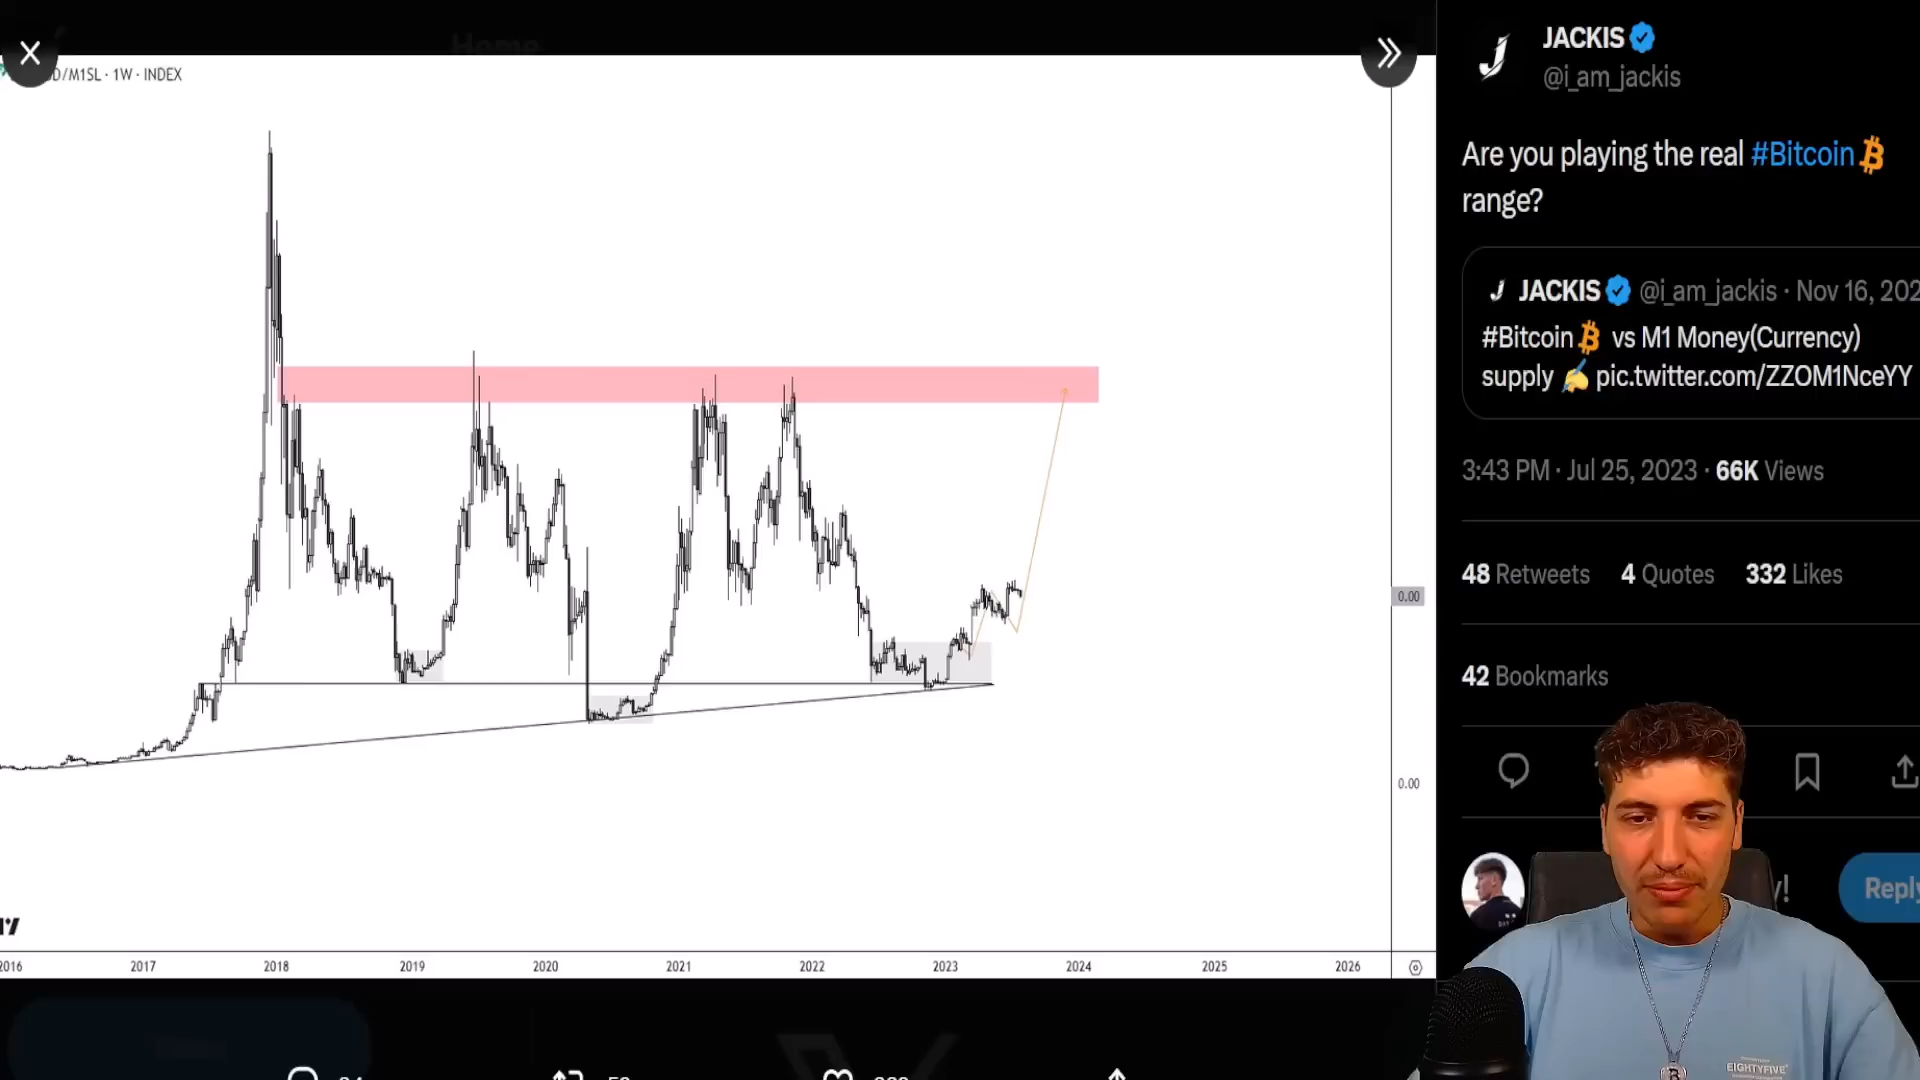 Home
D/M1SL · 1W · INDEX
0.00
0.00
2016
2017
2018
2019
2020
2021
2022
2023
2024
2025
2026
JACKIS
@i_am_jackis
Are you playing the real #Bitcoin
range?
JACKIS @i_am_jackis · Nov 16, 202
#Bitcoin vs M1 Money(Currency)
supply pic.twitter.com/ZZOM1NceYY
3:43 PM · Jul 25, 2023 · 66K Views
48 Retweets 4 Quotes 332 Likes
42 Bookmarks
y!
Reply
EIGHTYFIVE